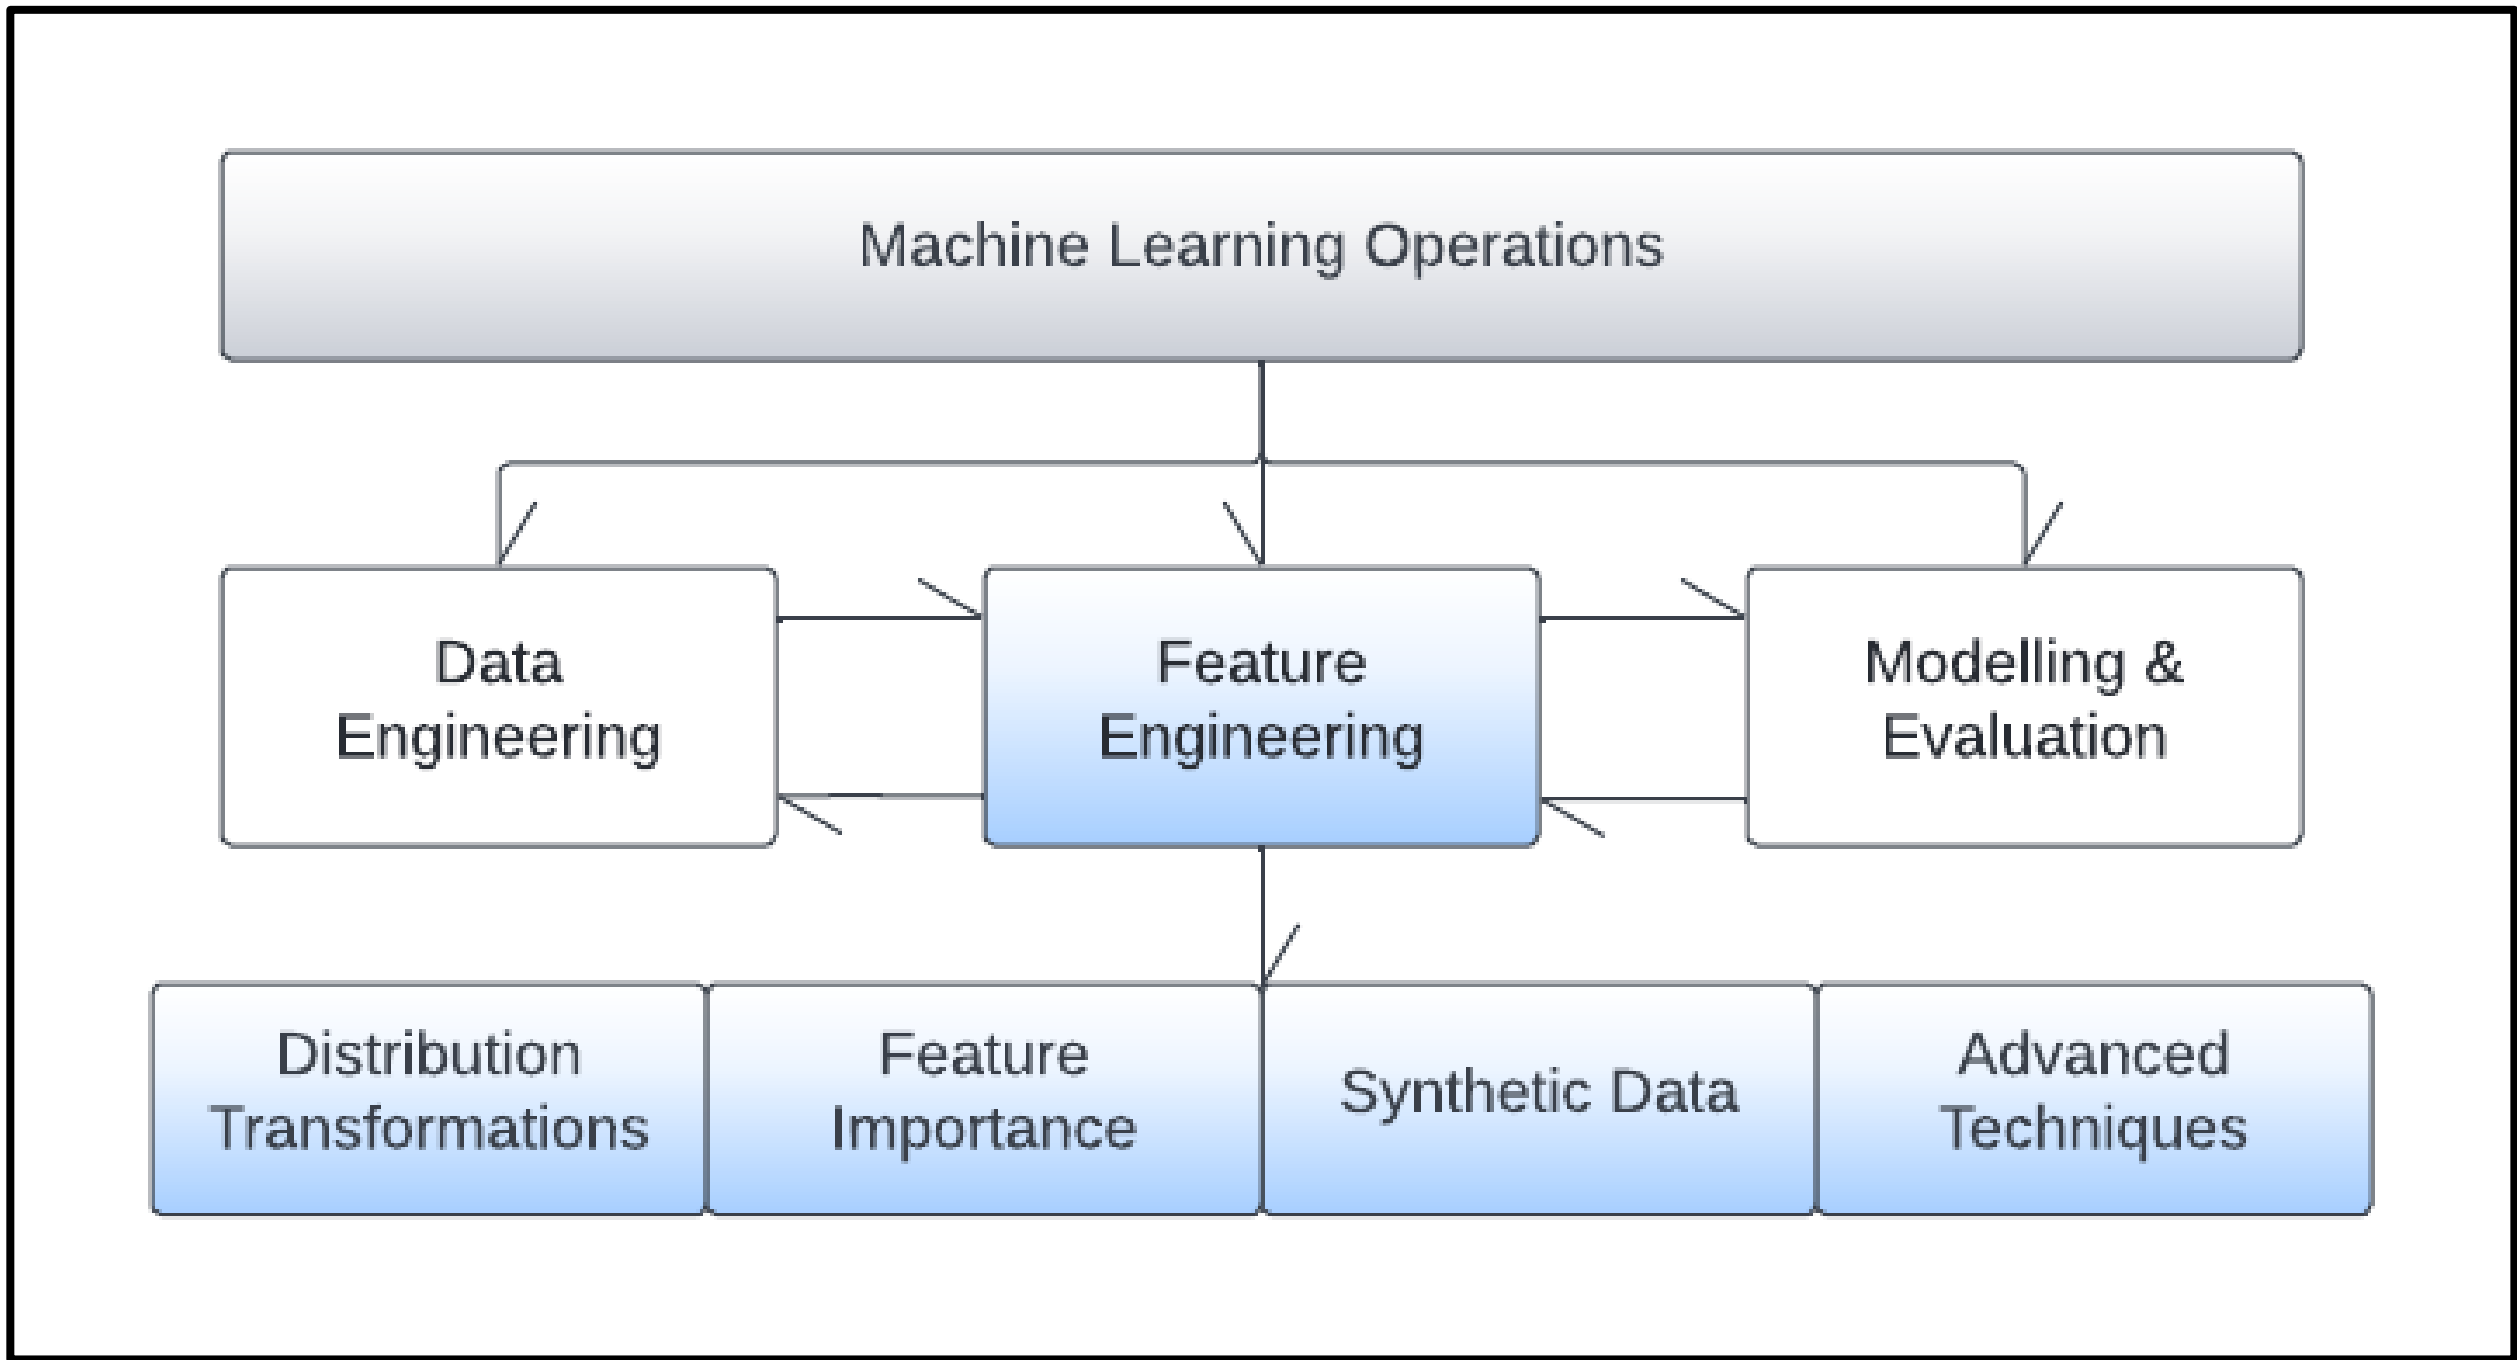 Machine Learning Operations
Data
Engineering
Feature
Engineering
Modelling &
Evaluation
Distribution
Transformations
Feature
Importance
Synthetic Data
Advanced
Techniques